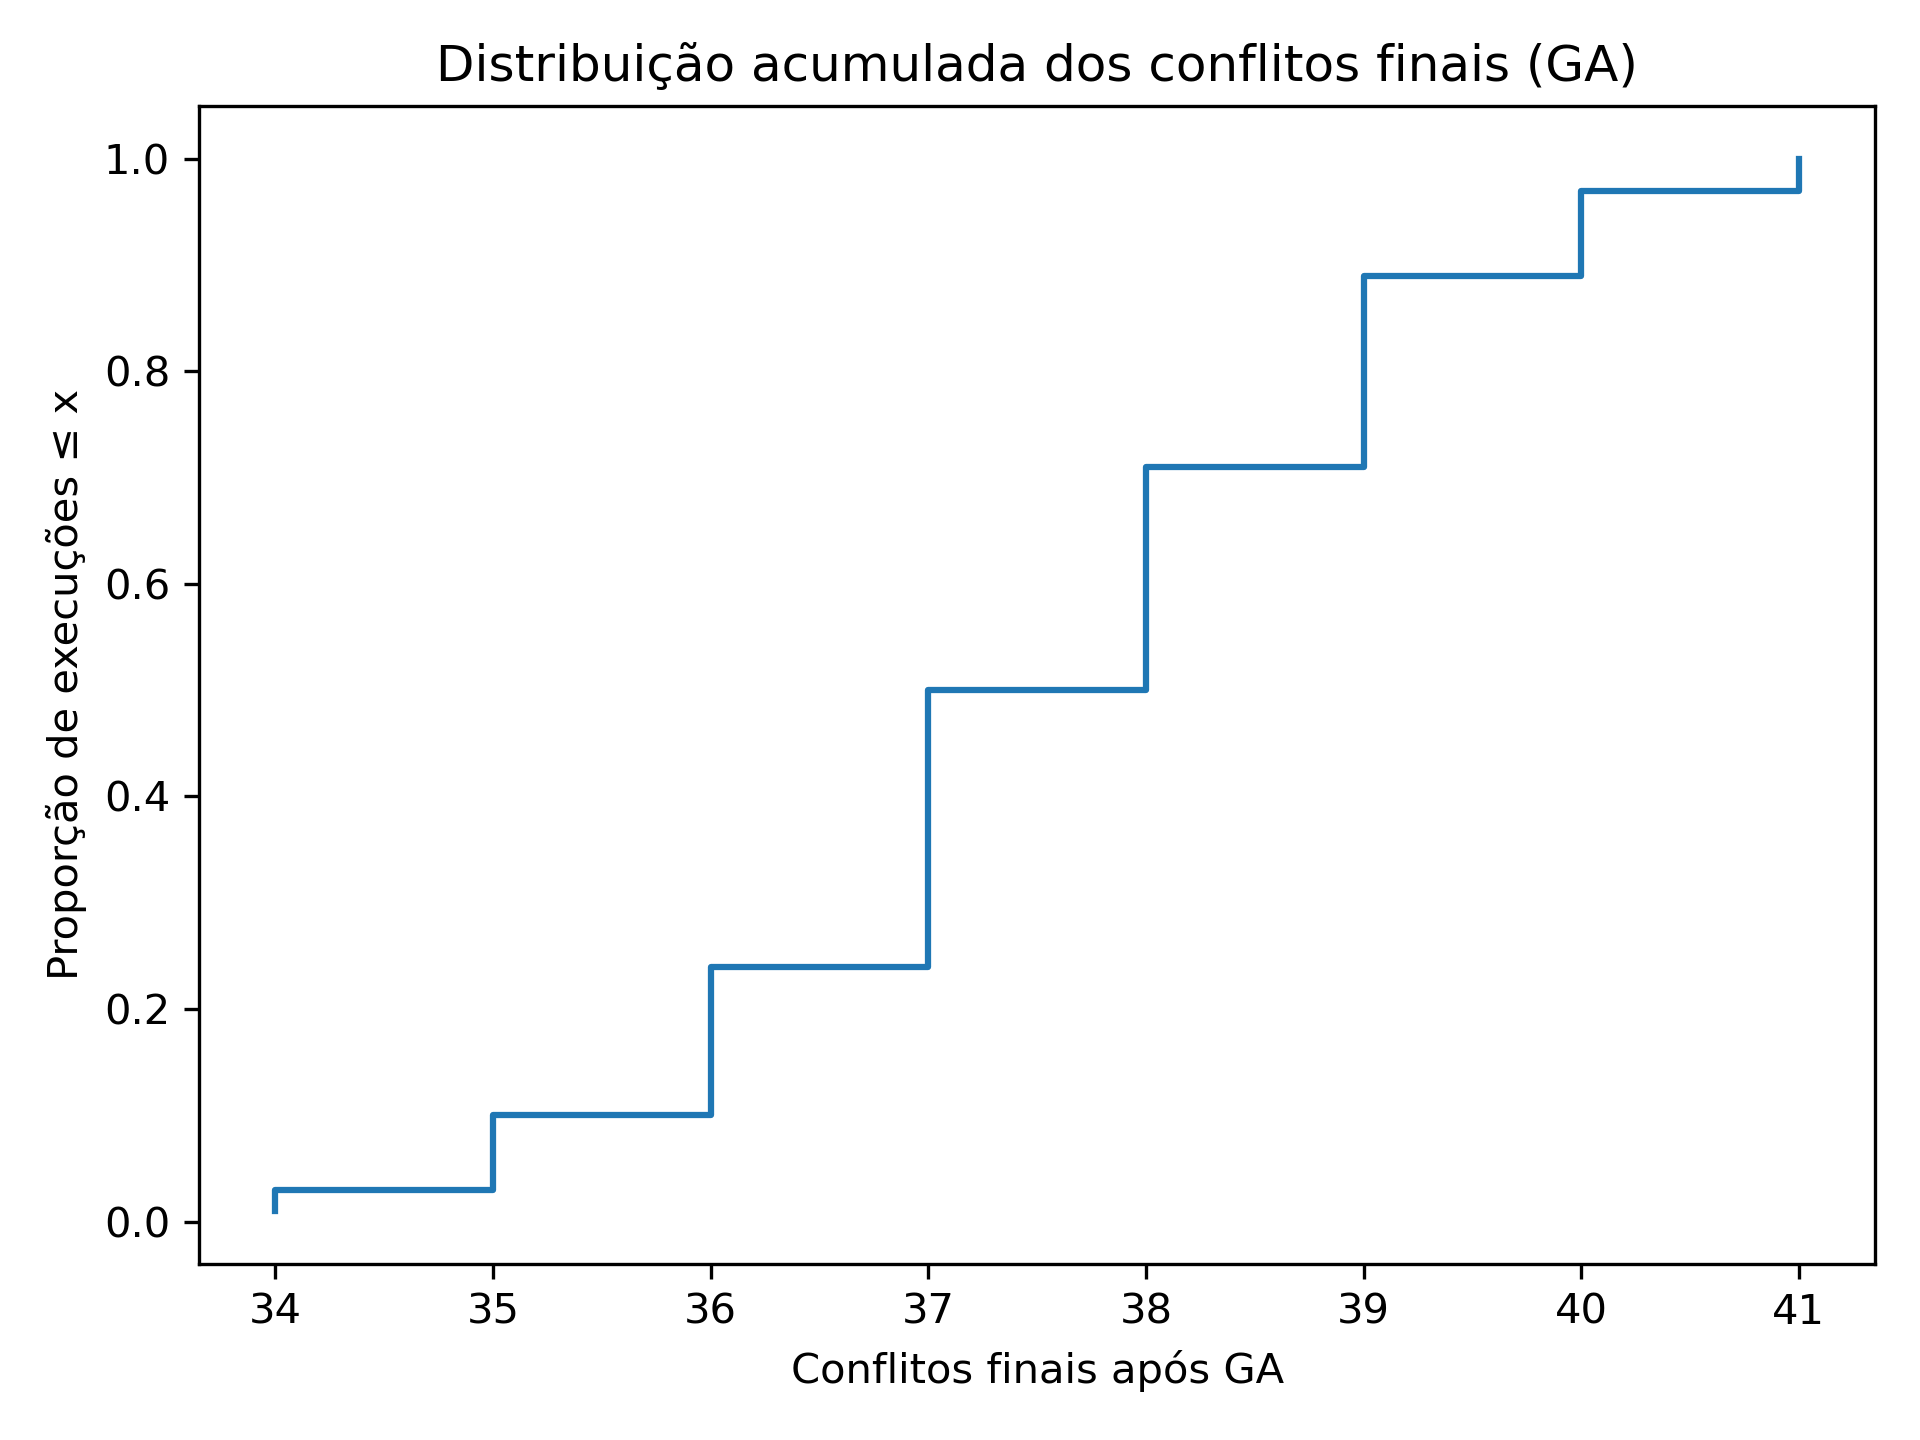 Distribuição acumulada dos conflitos finais (GA)
1.0
0.8
0.6
0.4
0.2
0.0
Proporção de execuções ≤ x
34 35 36 37 38 39 40 41
Conflitos finais após GA